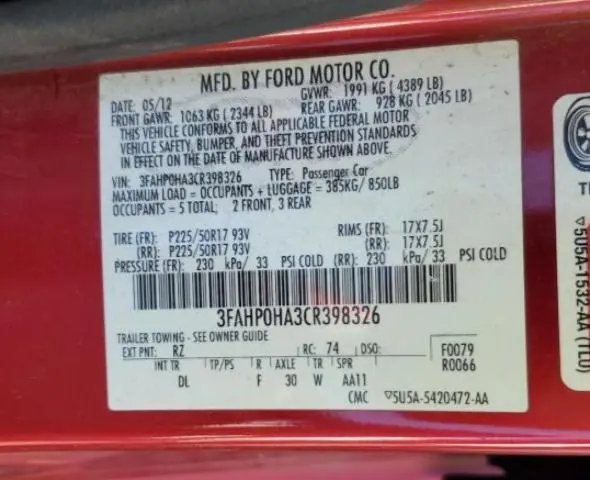 MFD. BY FORD MOTOR CO.
DATE: 05/12 GVWR: 1991 KG ( 4389 LB)
FRONT GAWR: 1063 KG ( 2344 LB) REAR GAWR: 928 KG ( 2045 LB)
THIS VEHICLE CONFORMS TO ALL APPLICABLE FEDERAL MOTOR
VEHICLE SAFETY, BUMPER, AND THEFT PREVENTION STANDARDS
IN EFFECT ON THE DATE OF MANUFACTURE SHOWN ABOVE.
VIN: 3FAHP0HA3CR398326 TYPE: Passenger Car
MAXIMUM LOAD = OCCUPANTS + LUGGAGE = 385KG/ 850LB
OCCUPANTS = 5 TOTAL; 2 FRONT, 3 REAR
TIRE (FR): P225/50R17 93V RIMS (FR): 17X7.5J
(RR): P225/50R17 93V (RR): 17X7.5J
PRESSURE (FR): 230 kPa/ 33 PSI COLD (RR): 230 kPa/ 33 PSI COLD
3FAHP0HA3CR398326
TRAILER TOWING - SEE OWNER GUIDE
EXT PNT: RZ RC: 74 DSO: F0079
R0066
INT TR TP/PS R AXLE TR SPR
DL F 30 W AA11
CMC ▽5U5A-5420472-AA
▽5U5A-1532-AA (TL0)